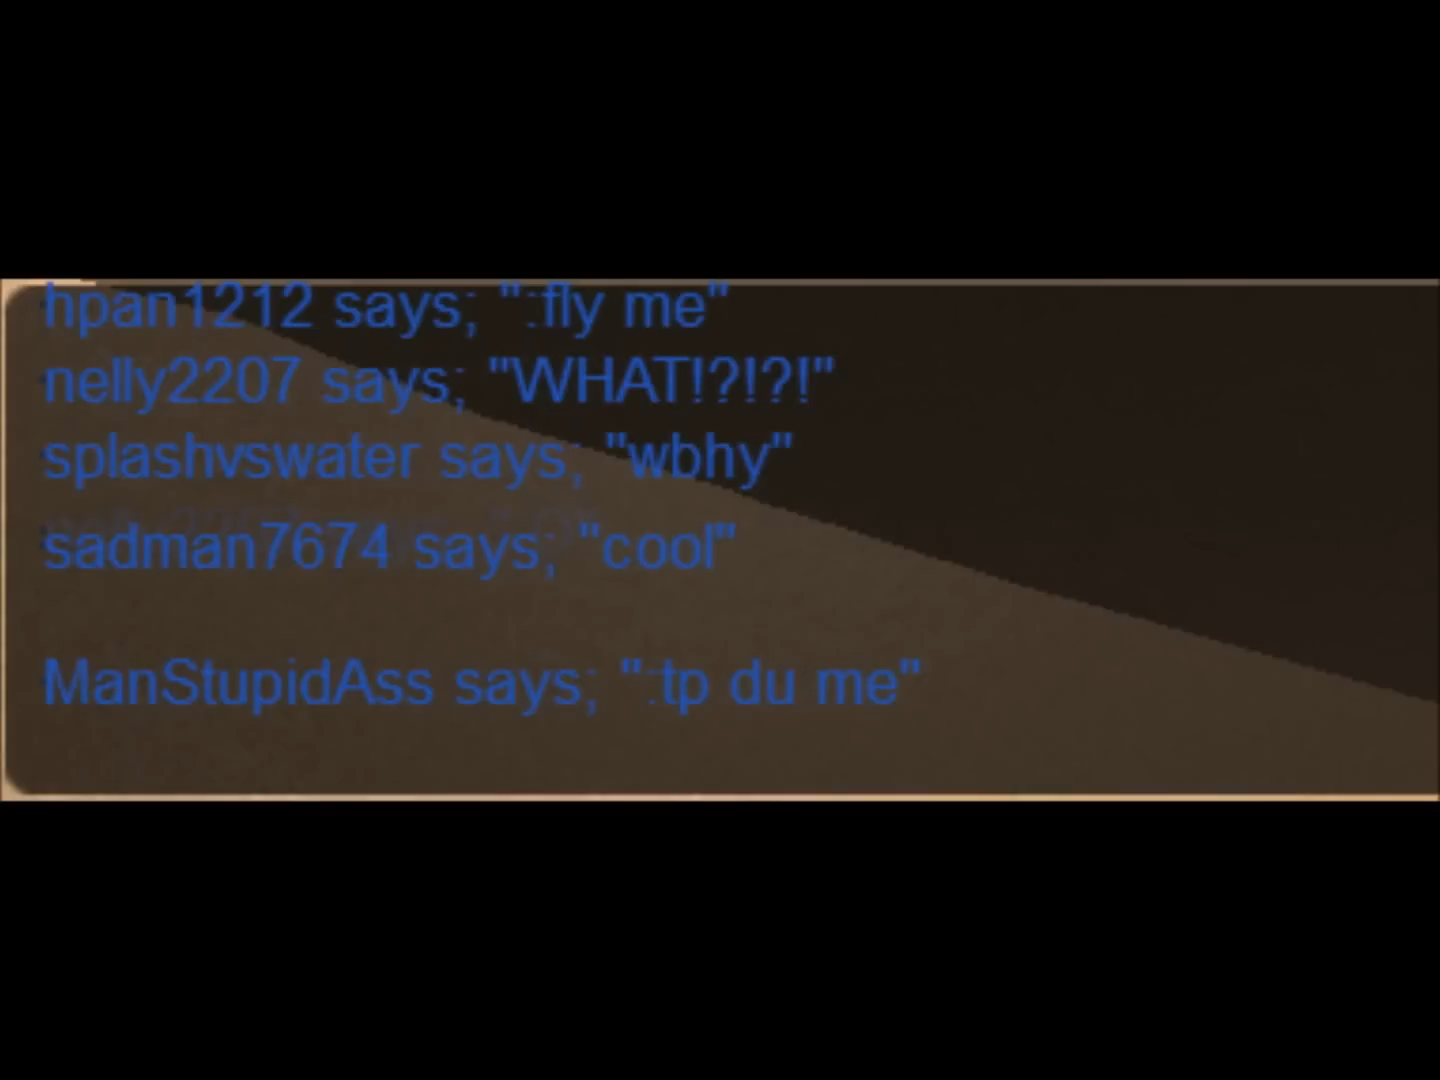 hpan1212 says; ":fly me"
nelly2207 says; "WHAT!?!?!"
splashvswater says; "wbhy"
sadman7674 says; "cool"
ManStupidAss says; ":tp du me"